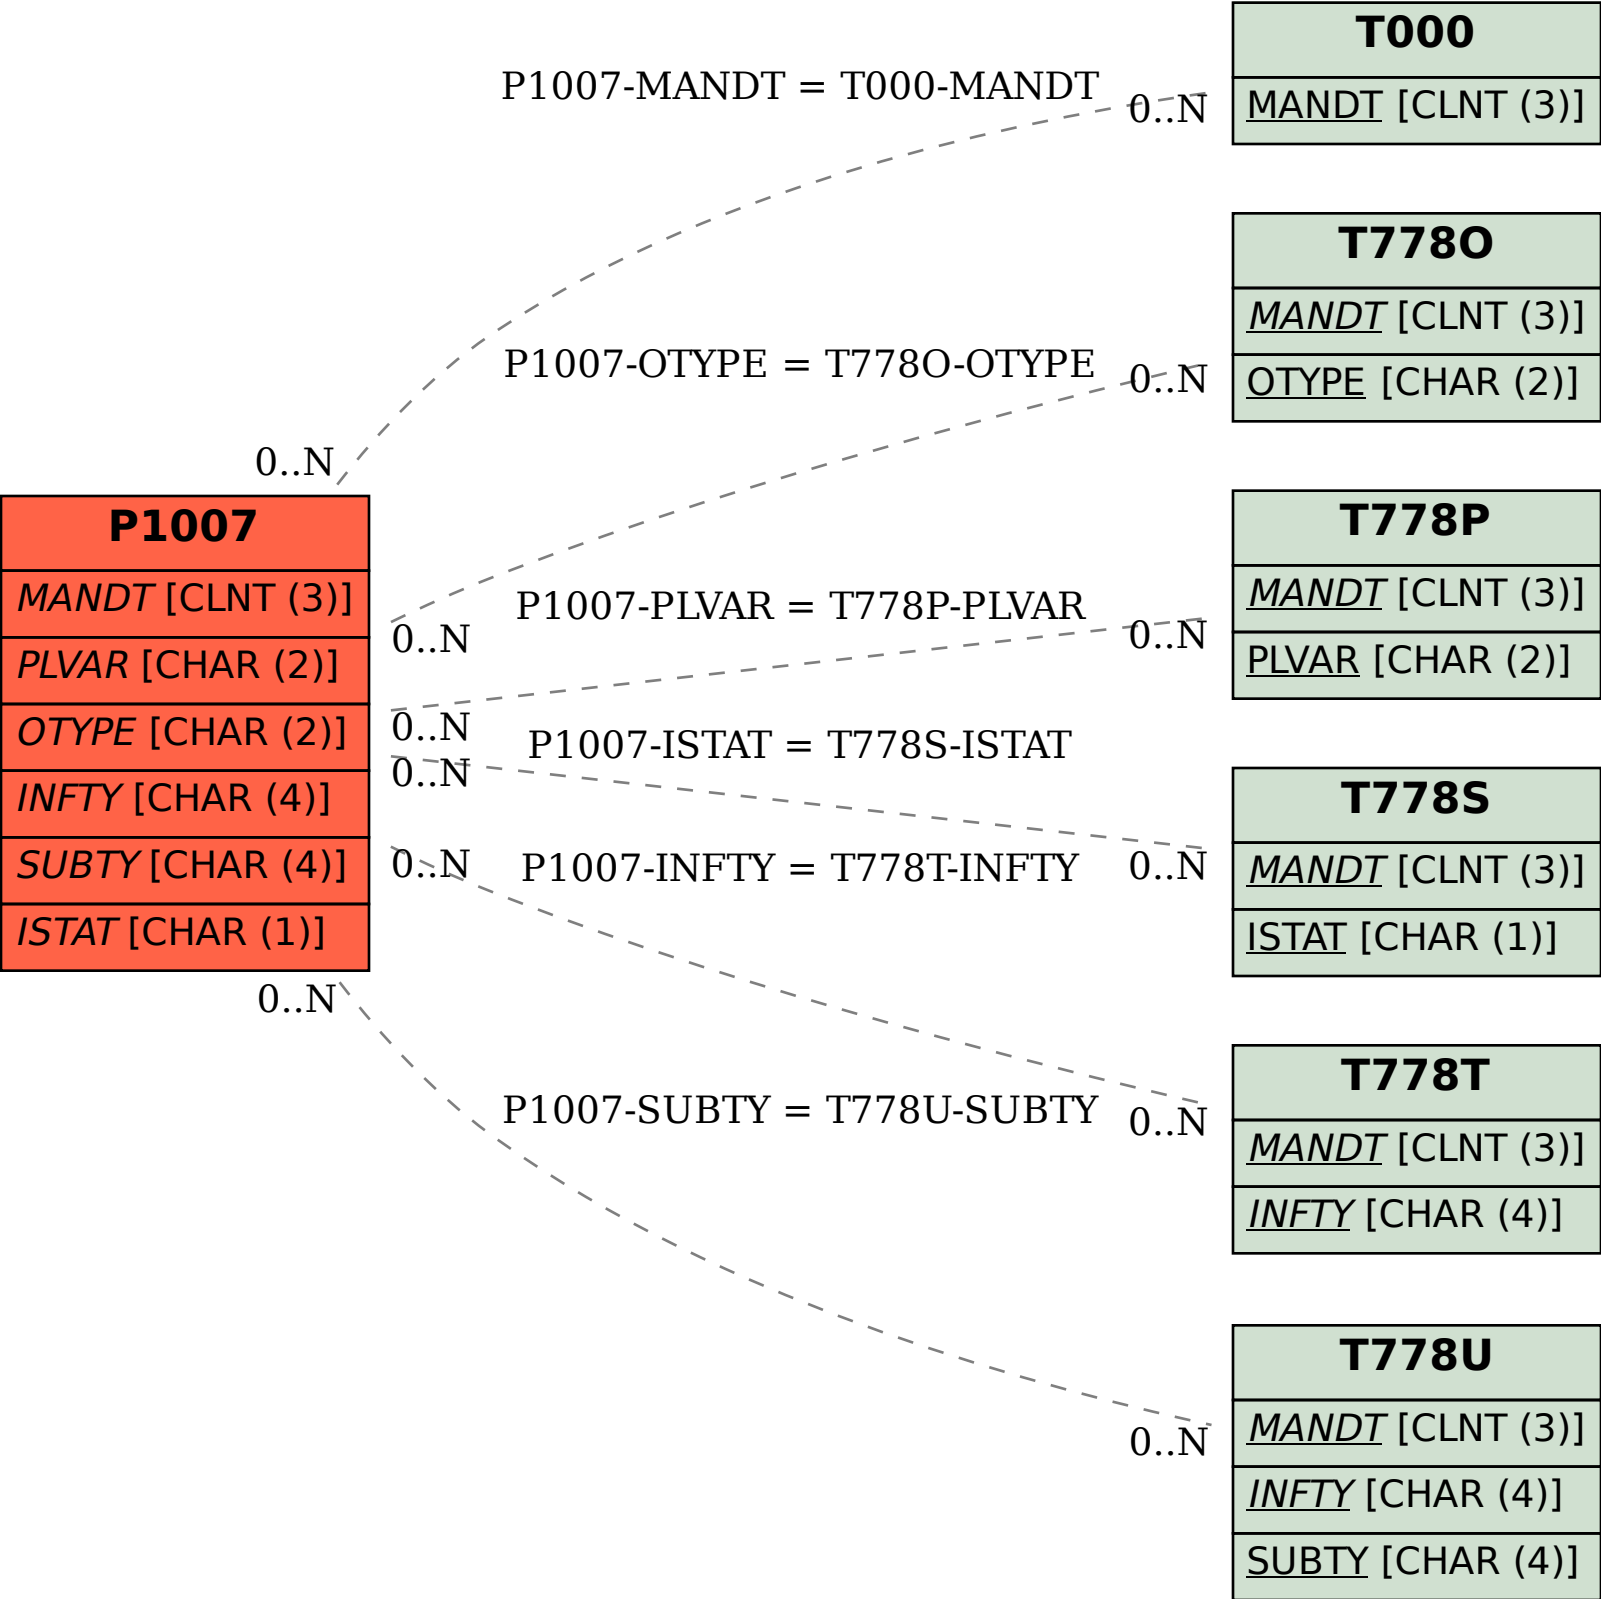 T000
P1007-MANDT = T000-MANDT
0..N
MANDT [CLNT (3)]
T778O
MANDT [CLNT (3)]
P1007-OTYPE = T778O-OTYPE
0..N
OTYPE [CHAR (2)]
0..N
P1007
MANDT [CLNT (3)]
PLVAR [CHAR (2)]
OTYPE [CHAR (2)]
INFTY [CHAR (4)]
SUBTY [CHAR (4)]
ISTAT [CHAR (1)]
0..N
0..N
0..N
0..N
0..N
T778P
MANDT [CLNT (3)]
PLVAR [CHAR (2)]
P1007-PLVAR = T778P-PLVAR
0..N
P1007-ISTAT = T778S-ISTAT
T778S
MANDT [CLNT (3)]
ISTAT [CHAR (1)]
0..N
P1007-INFTY = T778T-INFTY
T778T
MANDT [CLNT (3)]
INFTY [CHAR (4)]
0..N
P1007-SUBTY = T778U-SUBTY
T778U
MANDT [CLNT (3)]
INFTY [CHAR (4)]
SUBTY [CHAR (4)]
0..N